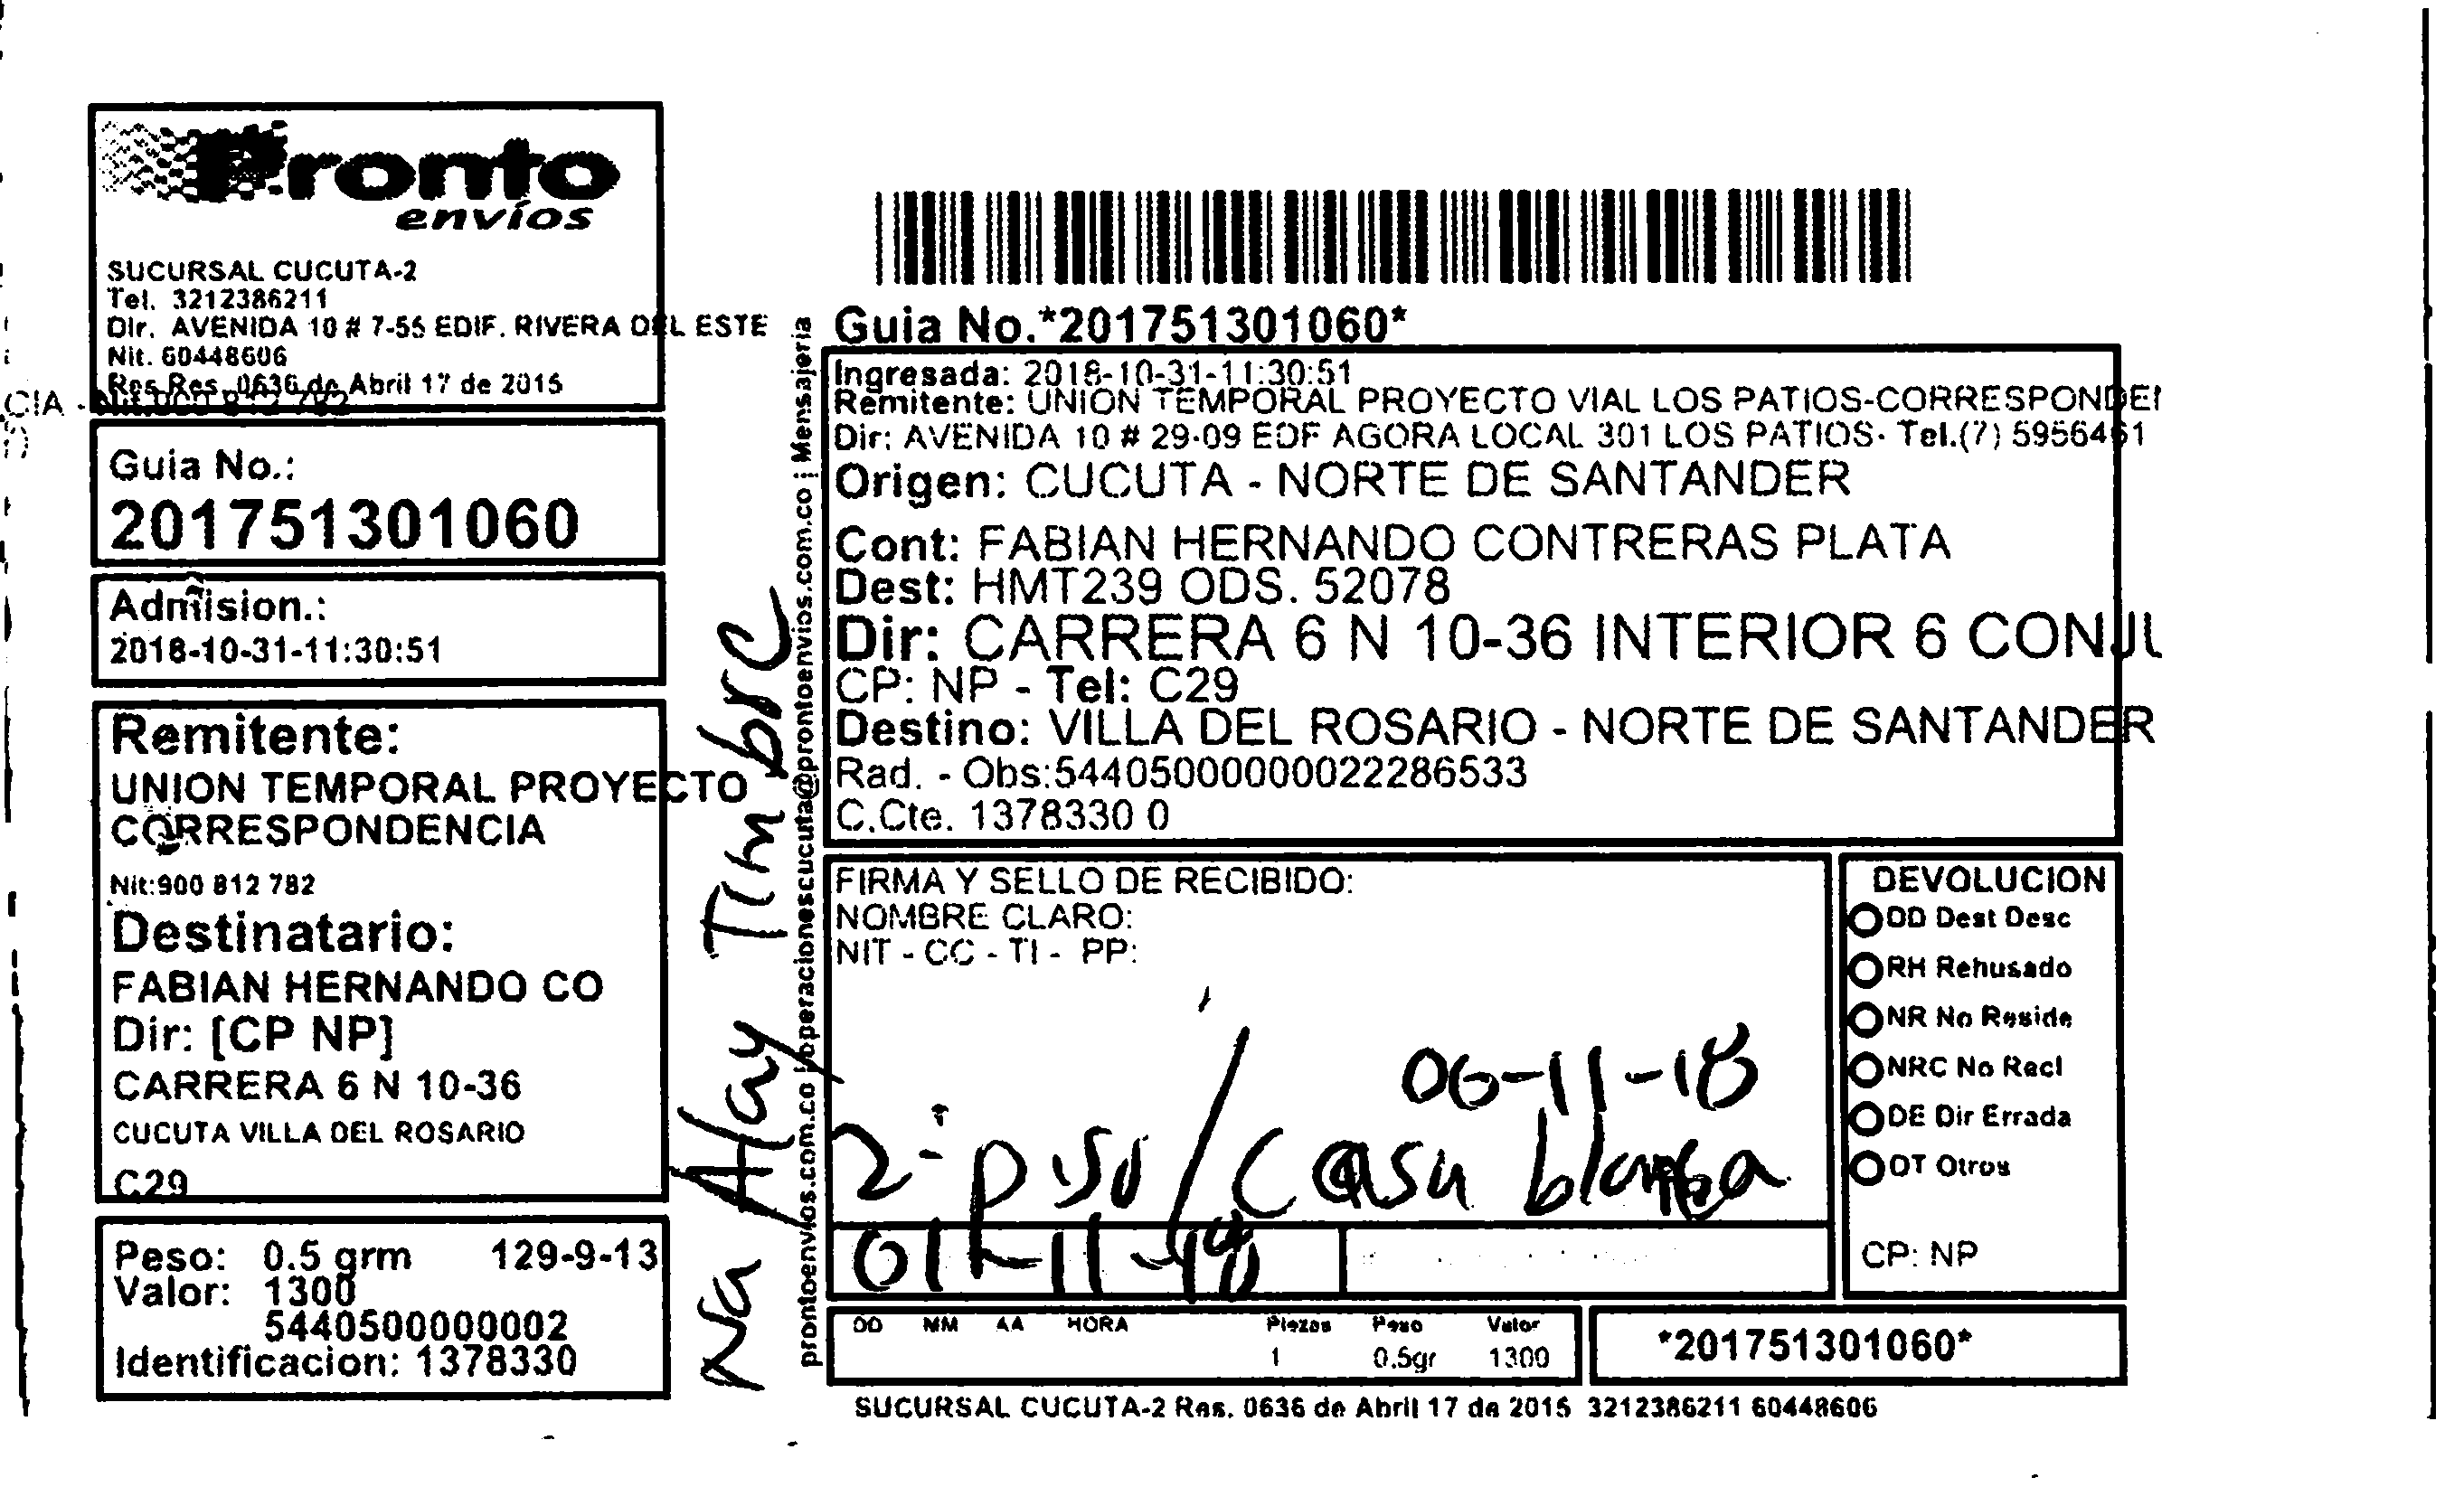 Pronto
envíos
SUCURSAL CUCUTA-2
Tel. 3212386211
Dir. AVENIDA 10 # 7-55 EDIF. RIVERA DEL ESTE
Nit. 60448606
Res Res. 0636 de Abril 17 de 2015
CIA - Nit.900 812 782
Guia No.:
201751301060
Admision.:
2018-10-31-11:30:51
Remitente:
UNION TEMPORAL PROYECTO
CORRESPONDENCIA
Nit:900 812 782
Destinatario:
FABIAN HERNANDO CO
Dir: [CP NP]
CARRERA 6 N 10-36
CUCUTA VILLA DEL ROSARIO
C29
Peso: 0.5 grm 129-9-13
Valor: 1300
5440500000002
Identificacion: 1378330
No Hay Timbre
prontoenvios.com.co | operacionescucuta@prontoenvios.com.co | Mensajeria
Guia No.*201751301060*
Ingresada: 2018-10-31-11:30:51
Remitente: UNION TEMPORAL PROYECTO VIAL LOS PATIOS-CORRESPONDEN
Dir: AVENIDA 10 # 29-09 EDF AGORA LOCAL 301 LOS PATIOS- Tel.(7) 5956461
Origen: CUCUTA - NORTE DE SANTANDER
Cont: FABIAN HERNANDO CONTRERAS PLATA
Dest: HMT239 ODS. 52078
Dir: CARRERA 6 N 10-36 INTERIOR 6 CONJU
CP: NP - Tel: C29
Destino: VILLA DEL ROSARIO - NORTE DE SANTANDER
Rad. - Obs:544050000000022286533
C.Cte. 1378330 0
FIRMA Y SELLO DE RECIBIDO:
NOMBRE CLARO:
NIT - CC - TI - PP:
06-11-18
2- piso / Casa blanca
01-11-18
DEVOLUCION
DD Dest Desc
RH Rehusado
NR No Reside
NRC No Recl
DE Dir Errada
OT Otros
CP: NP
DD MM AA HORA Piezas Peso Valor
1 0.5gr 1300
*201751301060*
SUCURSAL CUCUTA-2 Res. 0636 de Abril 17 de 2015 3212386211 60448606